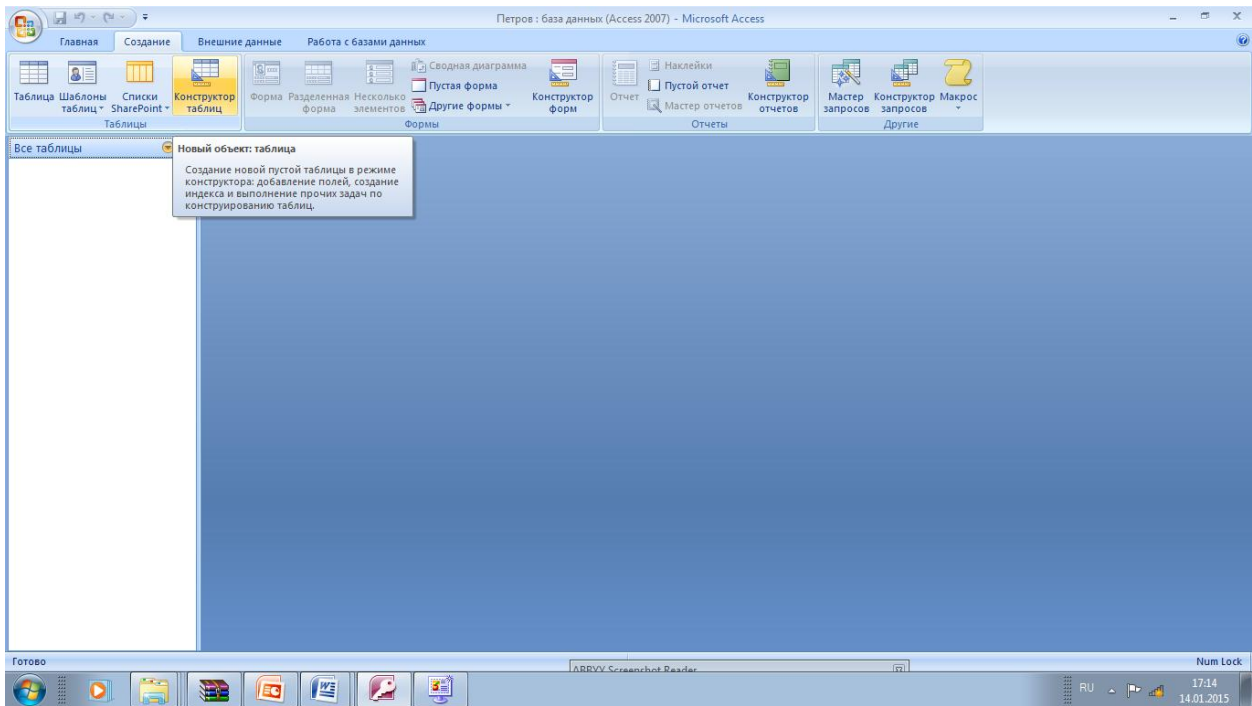 Петров : база данных (Access 2007) - Microsoft Access
Главная Создание Внешние данные Работа с базами данных
Таблица
Шаблоны таблиц
Списки SharePoint
Конструктор таблиц
Таблицы
Форма
Разделенная форма
Несколько элементов
Сводная диаграмма
Пустая форма
Другие формы
Конструктор форм
Формы
Отчет
Наклейки
Пустой отчет
Мастер отчетов
Конструктор отчетов
Отчеты
Мастер запросов
Конструктор запросов
Макрос
Другие
Все таблицы
Новый объект: таблица
Создание новой пустой таблицы в режиме
конструктора: добавление полей, создание
индекса и выполнение прочих задач по
конструированию таблиц.
Готово
Num Lock
ABBYY Screenshot Reader
RU
17:14
14.01.2015